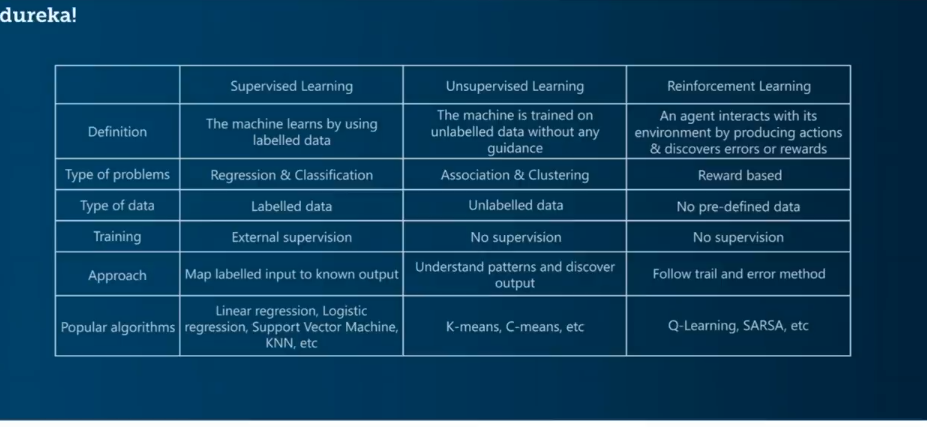 dureka!
Supervised Learning
Unsupervised Learning
Reinforcement Learning
Definition
The machine learns by using
labelled data
The machine is trained on
unlabelled data without any
guidance
An agent interacts with its
environment by producing actions
& discovers errors or rewards
Type of problems
Regression & Classification
Association & Clustering
Reward based
Type of data
Labelled data
Unlabelled data
No pre-defined data
Training
External supervision
No supervision
No supervision
Approach
Map labelled input to known output
Understand patterns and discover
output
Follow trail and error method
Popular algorithms
Linear regression, Logistic
regression, Support Vector Machine,
KNN, etc
K-means, C-means, etc
Q-Learning, SARSA, etc